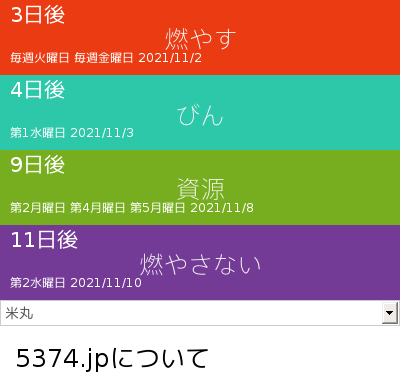 3日後
燃やす
毎週火曜日 毎週金曜日 2021/11/2
4日後
びん
第1水曜日 2021/11/3
9日後
資源
第2月曜日 第4月曜日 第5月曜日 2021/11/8
11日後
燃やさない
第2水曜日 2021/11/10
米丸
5374.jpについて